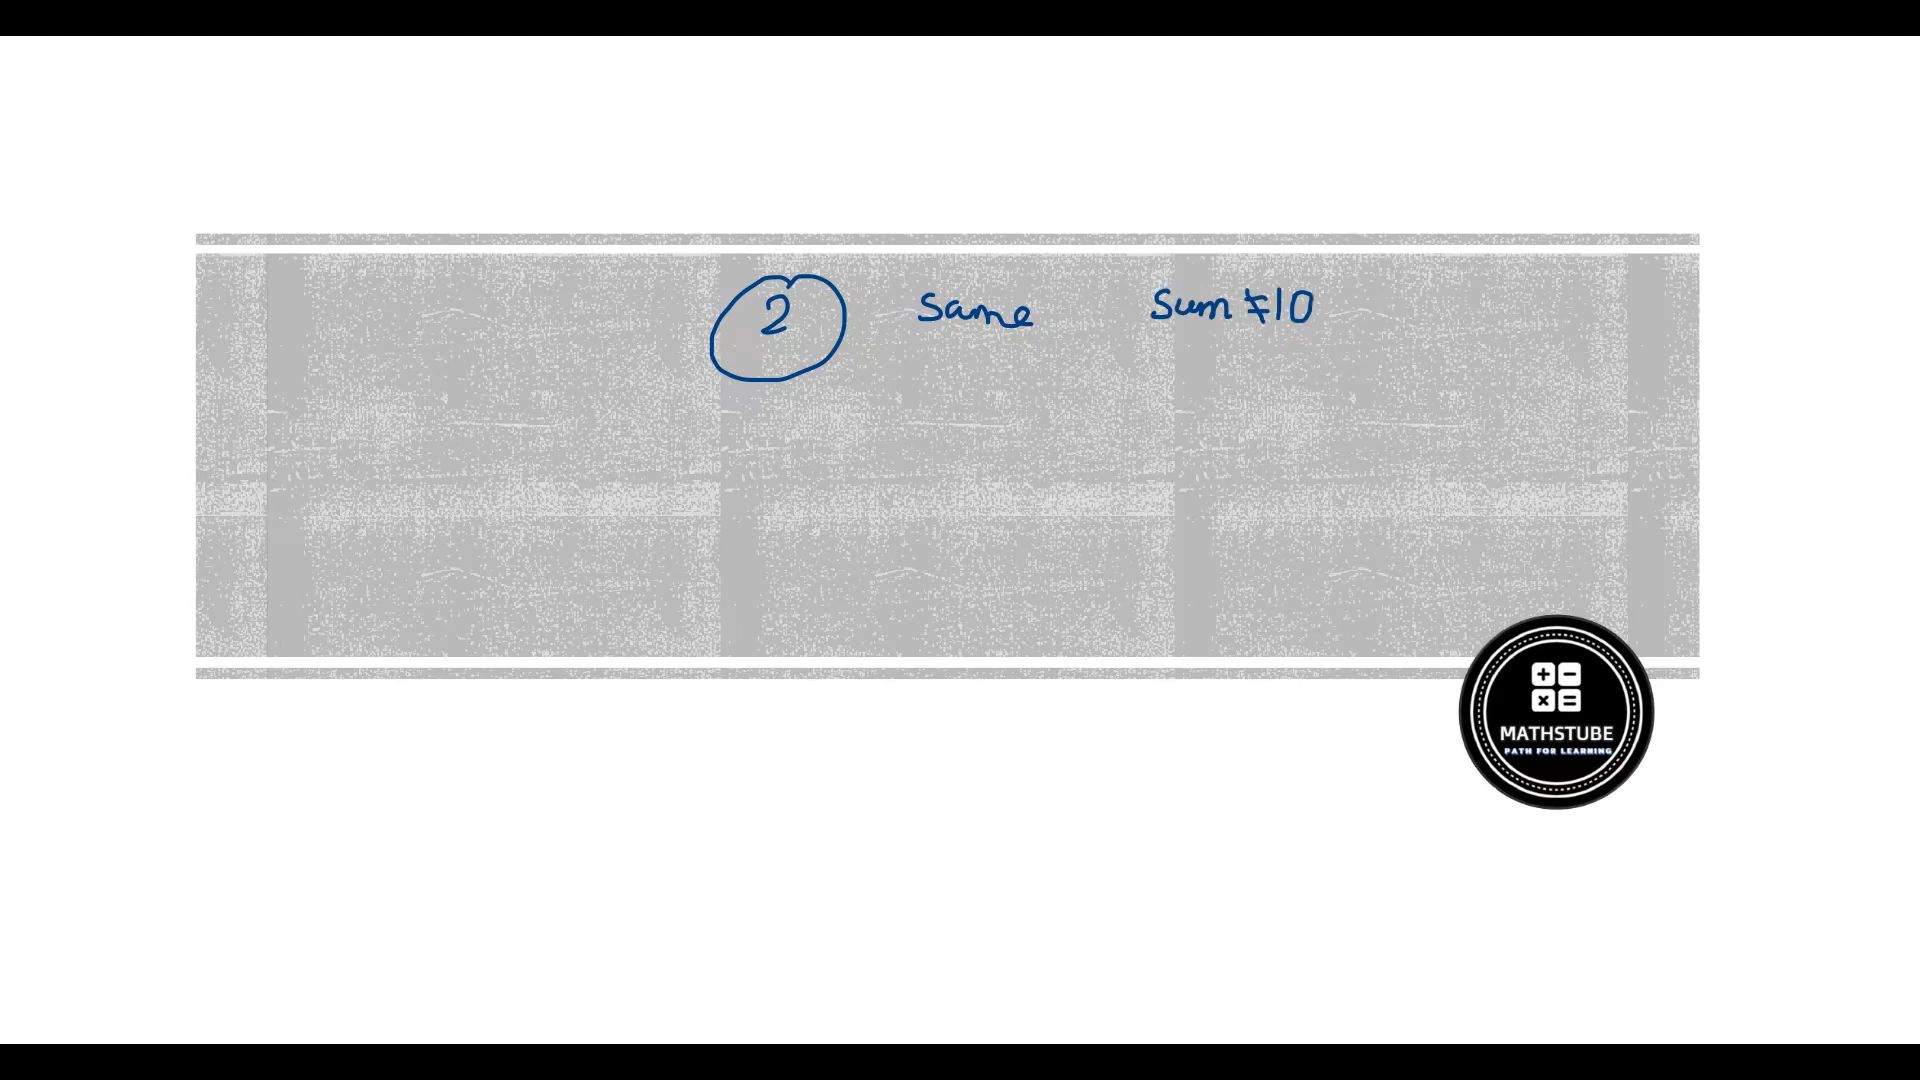 2 Same Sum ≠10
+ −
× =
MATHSTUBE
PATH FOR LEARNING